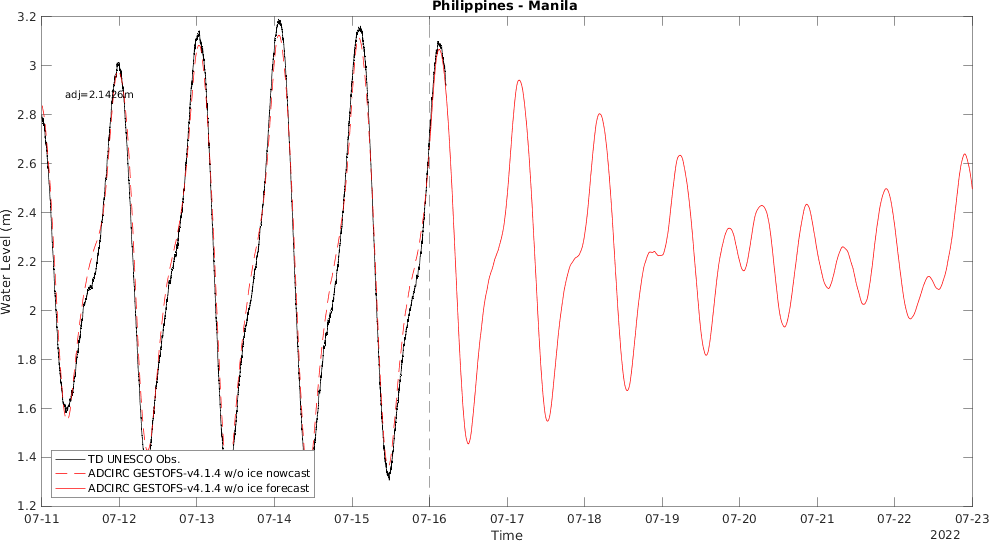 Philippines - Manila
3.2
3
2.8
2.6
2.4
2.2
2
1.8
1.6
1.4
1.2
Water Level (m)
adj=2.1426m
TD UNESCO Obs.
ADCIRC GESTOFS-v4.1.4 w/o ice nowcast
ADCIRC GESTOFS-v4.1.4 w/o ice forecast
07-11 07-12 07-13 07-14 07-15 07-16 07-17 07-18 07-19 07-20 07-21 07-22 07-23
Time
2022